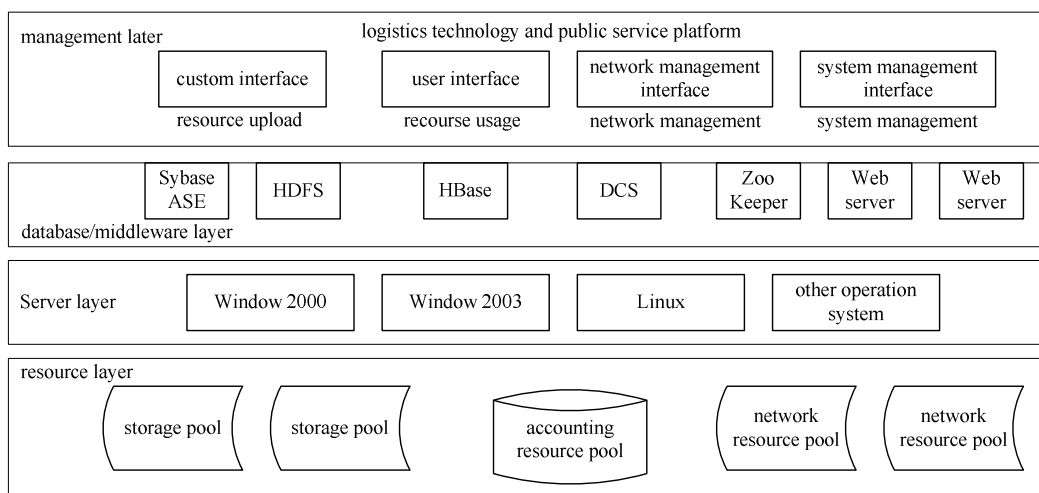 logistics technology and public service platform
management later
custom interface
user interface
network management
interface
system management
interface
resource upload
recourse usage
network management
system management
Sybase
ASE
HDFS
HBase
DCS
Zoo
Keeper
Web
server
Web
server
database/middleware layer
Server layer
Window 2000
Window 2003
Linux
other operation
system
resource layer
storage pool
storage pool
accounting
resource pool
network
resource pool
network
resource pool